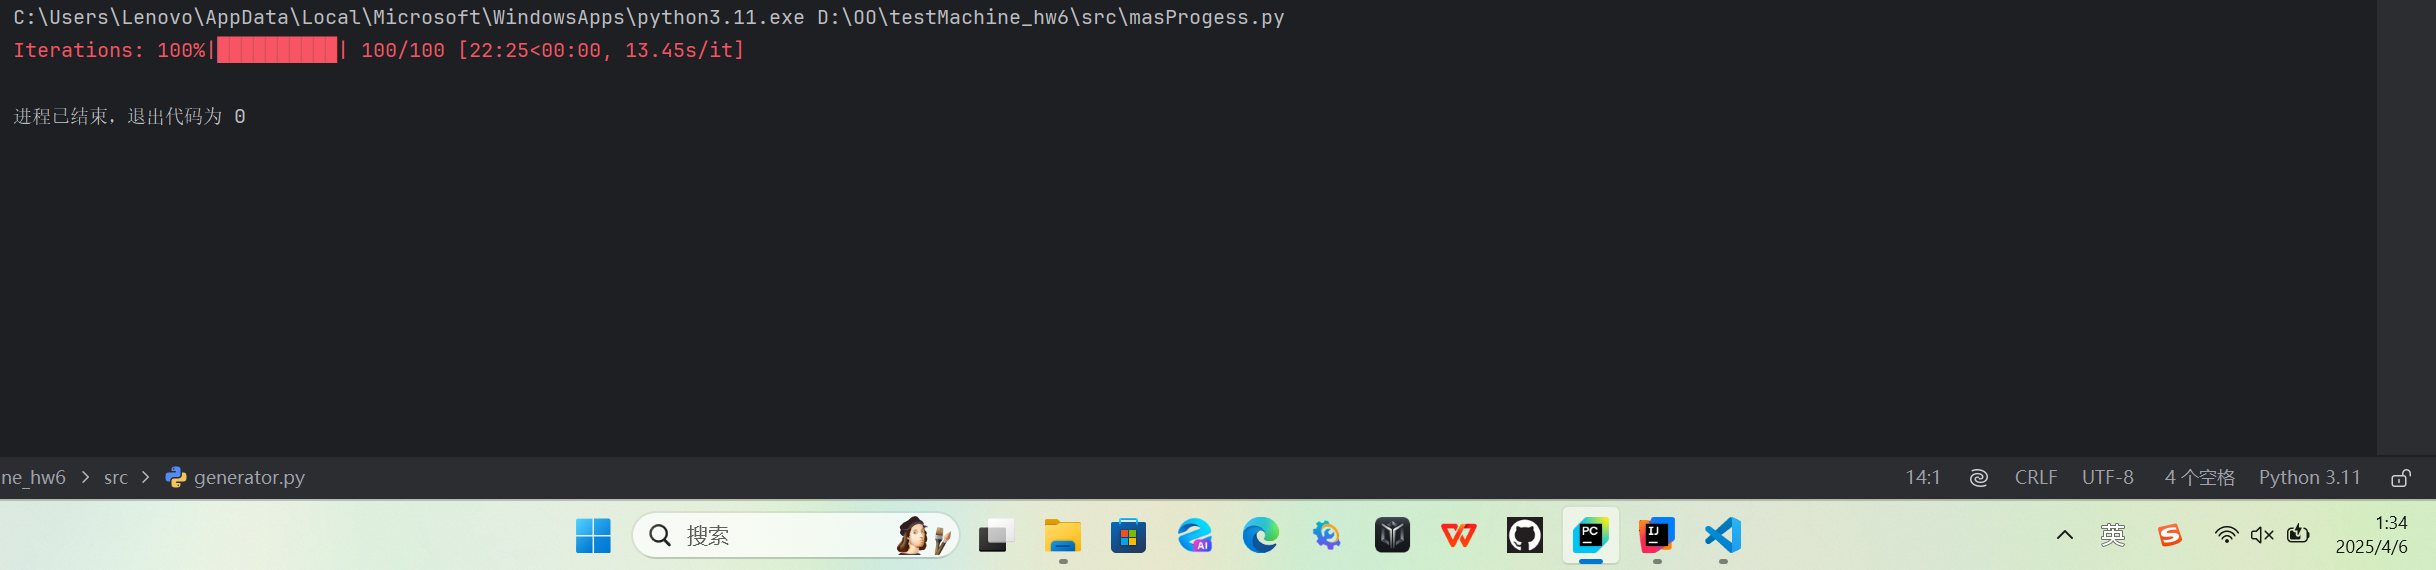 C:\Users\Lenovo\AppData\Local\Microsoft\WindowsApps\python3.11.exe D:\OO\testMachine_hw6\src\masProgess.py
Iterations: 100%|██████████| 100/100 [22:25<00:00, 13.45s/it]
进程已结束，退出代码为 0
ne_hw6 > src > generator.py 14:1 CRLF UTF-8 4 个空格 Python 3.11
搜索 AI PC IJ 英 1:34
2025/4/6